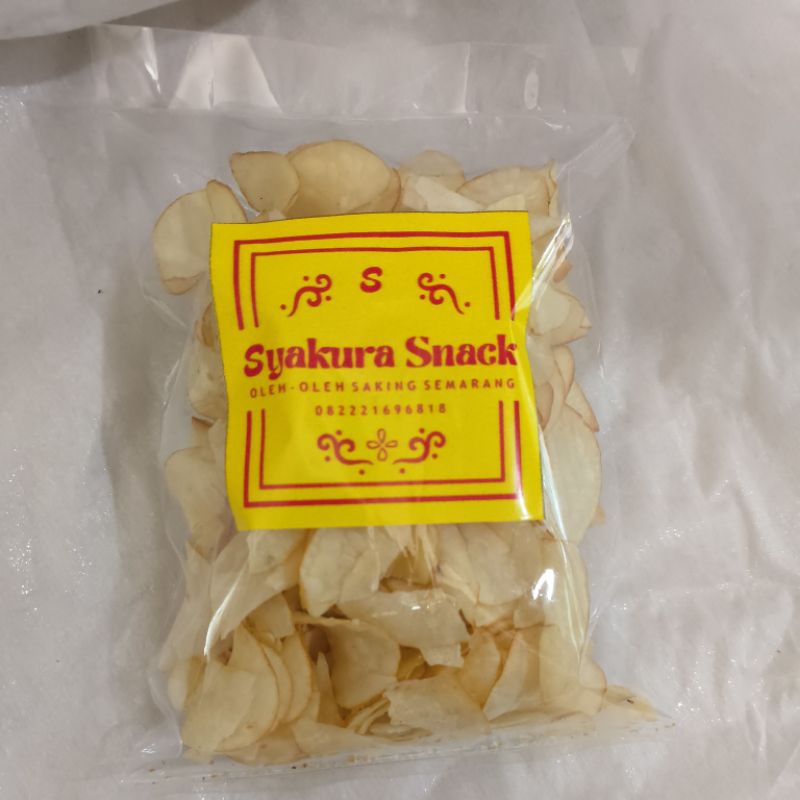 S
Syakura Snack
OLEH-OLEH SAKING SEMARANG
082221696818